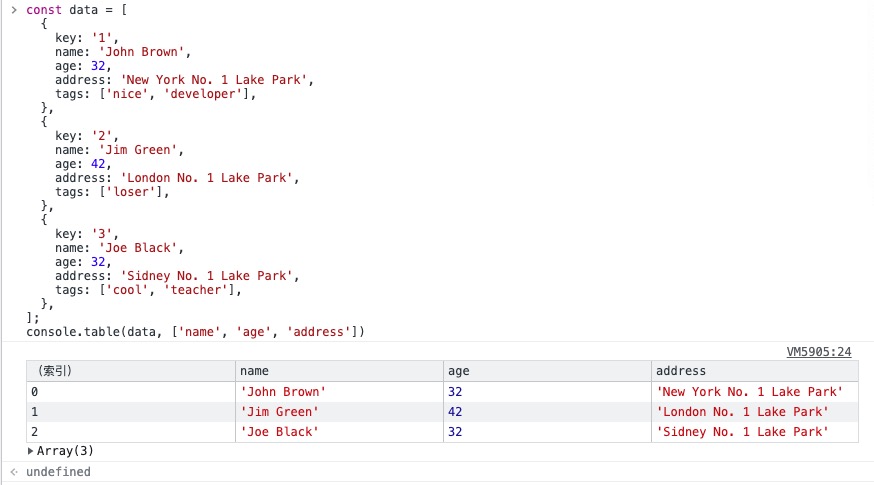 const data = [
{
key: '1',
name: 'John Brown',
age: 32,
address: 'New York No. 1 Lake Park',
tags: ['nice', 'developer'],
},
{
key: '2',
name: 'Jim Green',
age: 42,
address: 'London No. 1 Lake Park',
tags: ['loser'],
},
{
key: '3',
name: 'Joe Black',
age: 32,
address: 'Sidney No. 1 Lake Park',
tags: ['cool', 'teacher'],
},
];
console.table(data, ['name', 'age', 'address'])
VM5905:24
(索引) name age address
0 'John Brown' 32 'New York No. 1 Lake Park'
1 'Jim Green' 42 'London No. 1 Lake Park'
2 'Joe Black' 32 'Sidney No. 1 Lake Park'
Array(3)
undefined